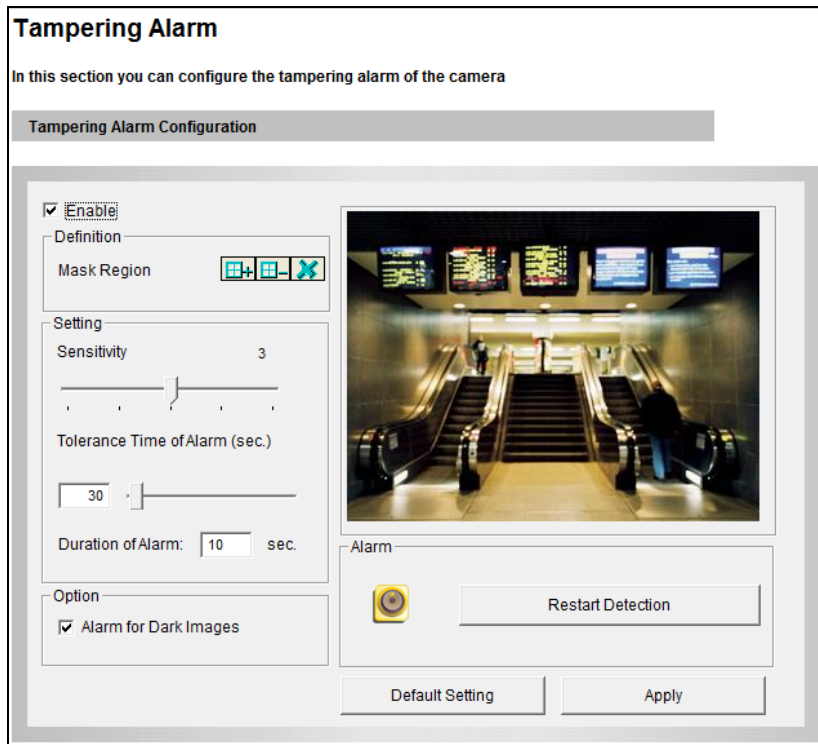 Tampering Alarm
In this section you can configure the tampering alarm of the camera
Tampering Alarm Configuration
Enable
Definition
Mask Region
Setting
Sensitivity 3
Tolerance Time of Alarm (sec.)
30
Duration of Alarm: 10 sec.
Option
Alarm for Dark Images
Alarm
Restart Detection
Default Setting Apply